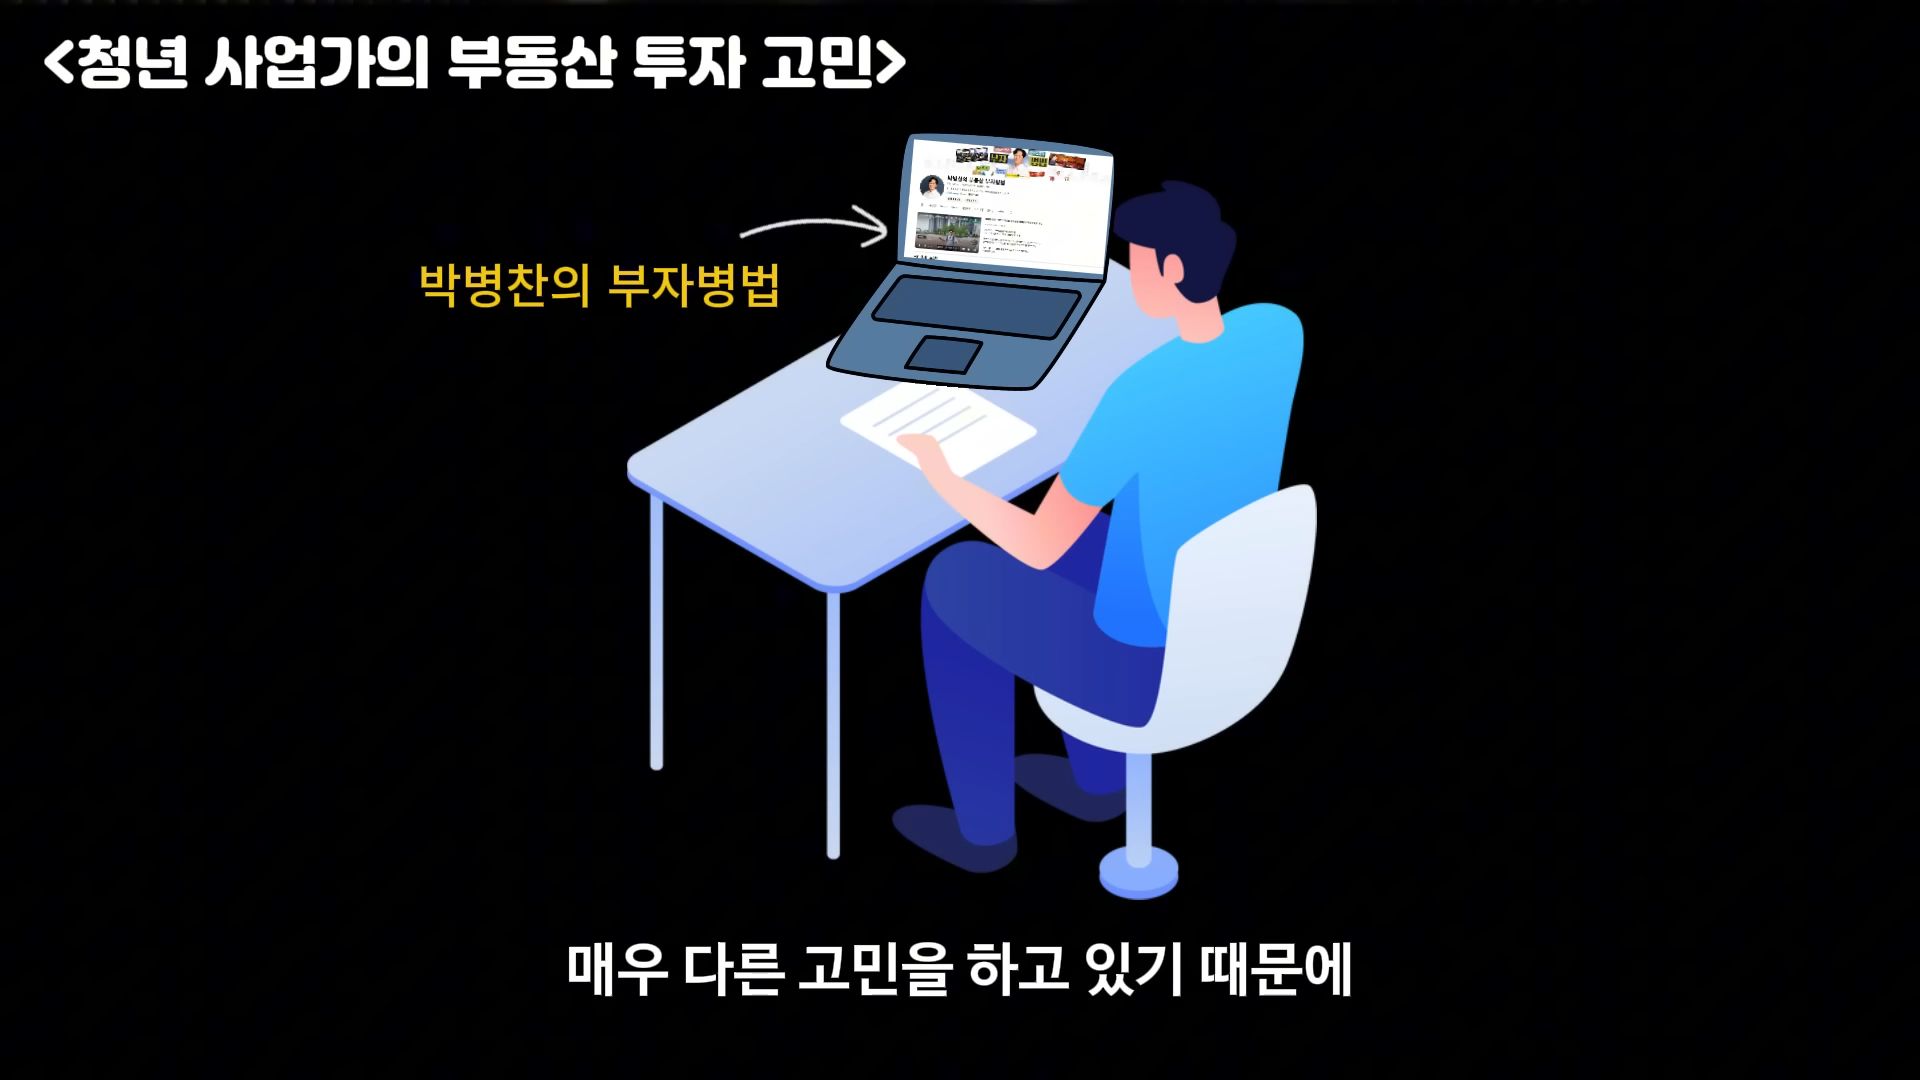 <청년 사업가의 부동산 투자 고민>
박병찬의 부자병법
매우 다른 고민을 하고 있기 때문에